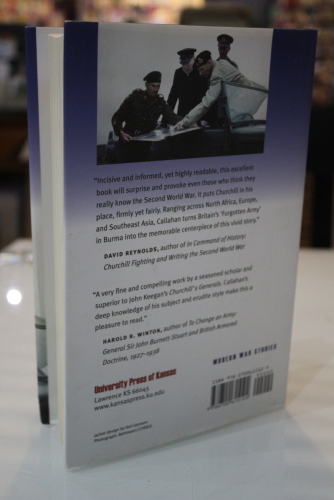 “Incisive and informed, yet highly readable, this excellent
book will surprise and provoke even those who think they
really know the Second World War. It puts Churchill in his
place, firmly yet fairly. Ranging across North Africa, Europe,
and Southeast Asia, Callahan turns Britain's 'Forgotten Army'
in Burma into the memorable centerpiece of this vivid story.”
DAVID REYNOLDS, author of In Command of History:
Churchill Fighting and Writing the Second World War
“A very fine and compelling work by a seasoned scholar and
superior to John Keegan's Churchill's Generals. Callahan's
deep knowledge of his subject and erudite style make this a
pleasure to read.”
HAROLD R. WINTON, author of To Change an Army:
General Sir John Burnett-Stuart and British Armored
Doctrine, 1927–1938
MODERN WAR STUDIES
University Press of Kansas
Lawrence KS 66045
www.kansaspress.ku.edu